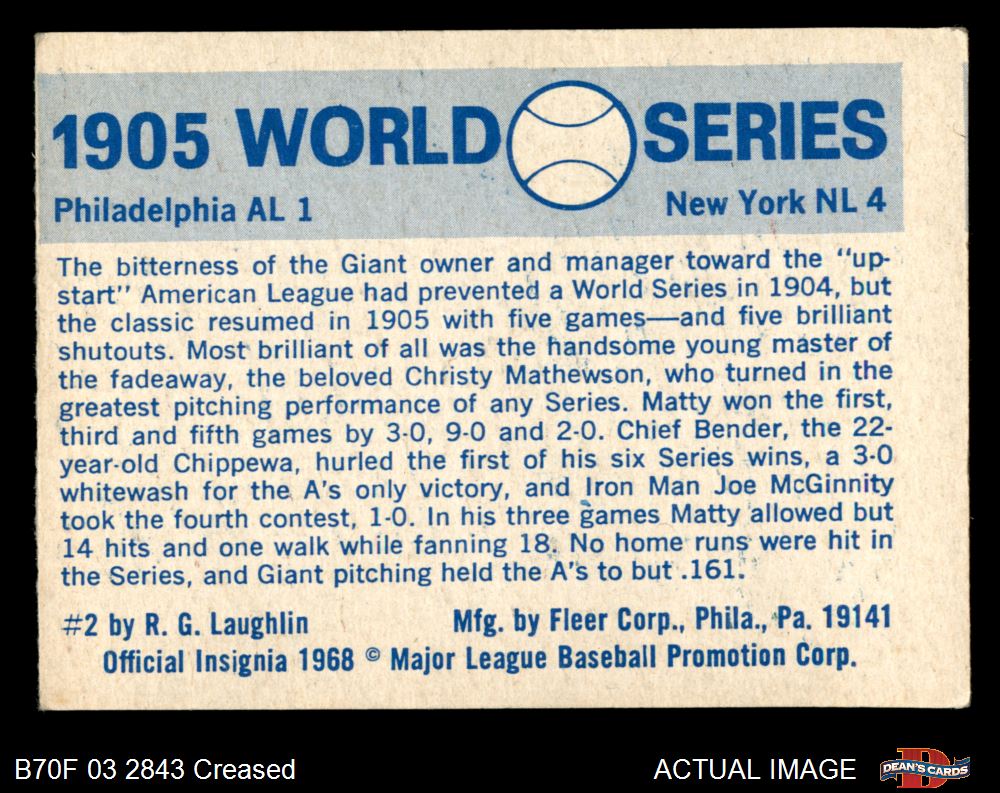 1905 WORLD SERIES
Philadelphia AL 1 New York NL 4
The bitterness of the Giant owner and manager toward the "up-
start" American League had prevented a World Series in 1904, but
the classic resumed in 1905 with five games—and five brilliant
shutouts. Most brilliant of all was the handsome young master of
the fadeaway, the beloved Christy Mathewson, who turned in the
greatest pitching performance of any Series. Matty won the first,
third and fifth games by 3-0, 9-0 and 2-0. Chief Bender, the 22-
year-old Chippewa, hurled the first of his six Series wins, a 3-0
whitewash for the A's only victory, and Iron Man Joe McGinnity
took the fourth contest, 1-0. In his three games Matty allowed but
14 hits and one walk while fanning 18. No home runs were hit in
the Series, and Giant pitching held the A's to but .161.
#2 by R. G. Laughlin Mfg. by Fleer Corp., Phila., Pa. 19141
Official Insignia 1968 © Major League Baseball Promotion Corp.
B70F 03 2843 Creased ACTUAL IMAGE
DEAN'S CARDS